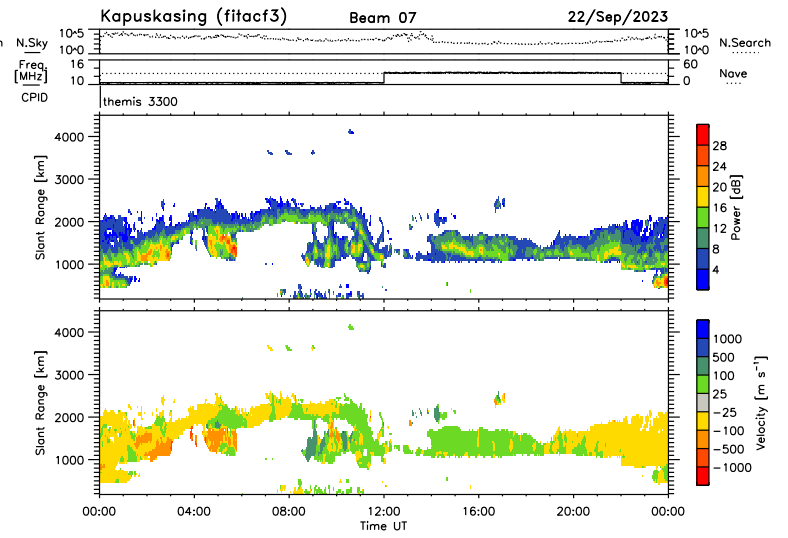 Kapuskasing (fitacf3) Beam 07 22/Sep/2023
n N.Sky 10^5 10^0 10^5 10^0 N.Search
Freq. [MHz] 16 10 60 0 Nave
CPID themis 3300
Slant Range [km] 4000 3000 2000 1000
28 24 20 16 12 8 4 Power [dB]
Slant Range [km] 4000 3000 2000 1000
1000 500 100 25 -25 -100 -500 -1000 Velocity [m s⁻¹]
00:00 04:00 08:00 12:00 16:00 20:00 00:00
Time UT